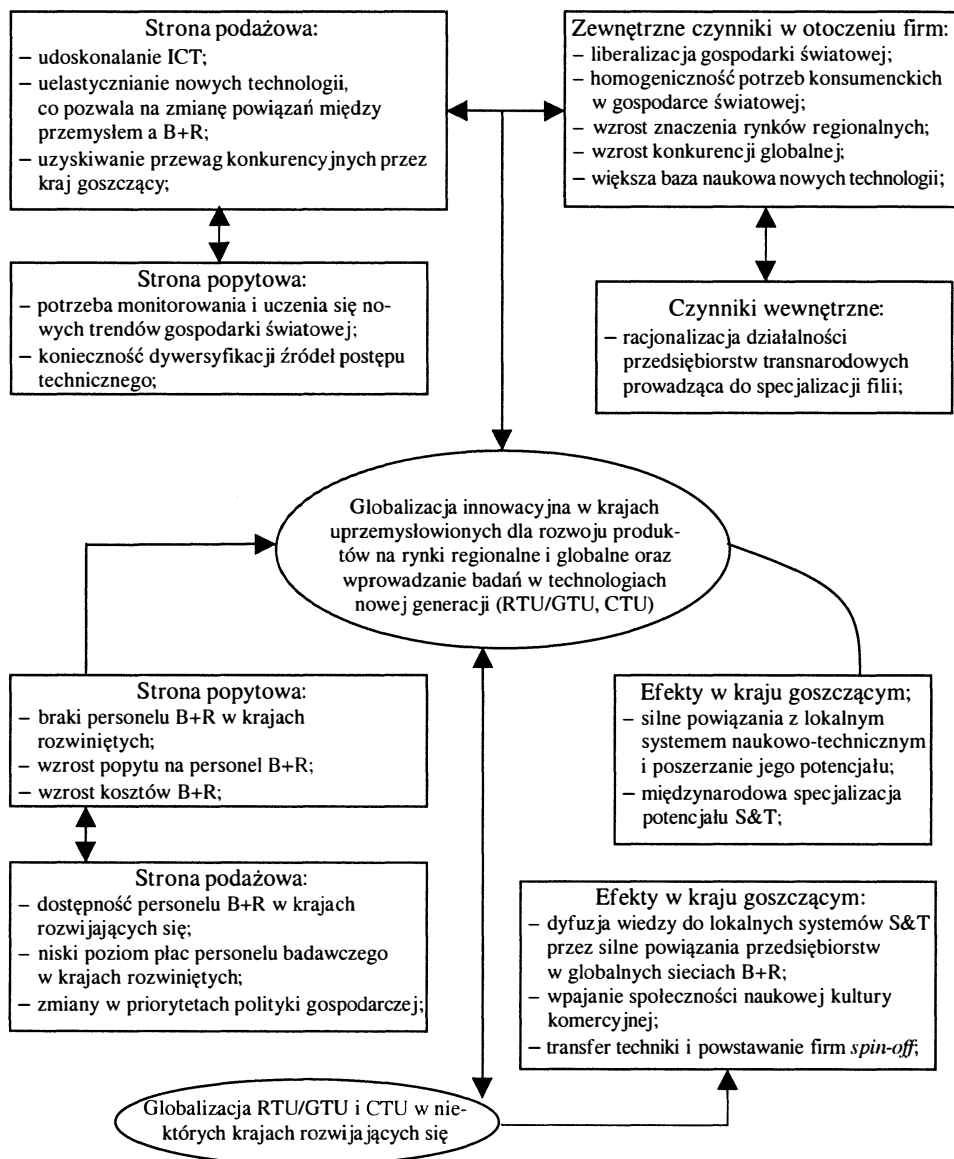 Strona podażowa:
– udoskonalanie ICT;
– uelastycznianie nowych technologii,
co pozwala na zmianę powiązań między
przemysłem a B+R;
– uzyskiwanie przewag konkurencyjnych przez
kraj goszczący;
Zewnętrzne czynniki w otoczeniu firm:
– liberalizacja gospodarki światowej;
– homogeniczność potrzeb konsumenckich
w gospodarce światowej;
– wzrost znaczenia rynków regionalnych;
– wzrost konkurencji globalnej;
– większa baza naukowa nowych technologii;
Strona popytowa:
– potrzeba monitorowania i uczenia się no-
wych trendów gospodarki światowej;
– konieczność dywersyfikacji źródeł postępu
technicznego;
Czynniki wewnętrzne:
– racjonalizacja działalności
przedsiębiorstw transnarodowych
prowadząca do specjalizacji filii;
Globalizacja innowacyjna w krajach
uprzemysłowionych dla rozwoju produk-
tów na rynki regionalne i globalne oraz
wprowadzanie badań w technologiach
nowej generacji (RTU/GTU, CTU)
Strona popytowa:
– braki personelu B+R w krajach
rozwiniętych;
– wzrost popytu na personel B+R;
– wzrost kosztów B+R;
Efekty w kraju goszczącym;
– silne powiązania z lokalnym
systemem naukowo-technicznym
i poszerzanie jego potencjału;
– międzynarodowa specjalizacja
potencjału S&T;
Strona podażowa:
– dostępność personelu B+R w krajach
rozwijających się;
– niski poziom płac personelu badawczego
w krajach rozwiniętych;
– zmiany w priorytetach polityki gospodarczej;
Efekty w kraju goszczącym:
– dyfuzja wiedzy do lokalnych systemów S&T
przez silne powiązania przedsiębiorstw
w globalnych sieciach B+R;
– wpajanie społeczności naukowej kultury
komercyjnej;
– transfer techniki i powstawanie firm spin-off;
Globalizacja RTU/GTU i CTU w nie-
których krajach rozwijających się